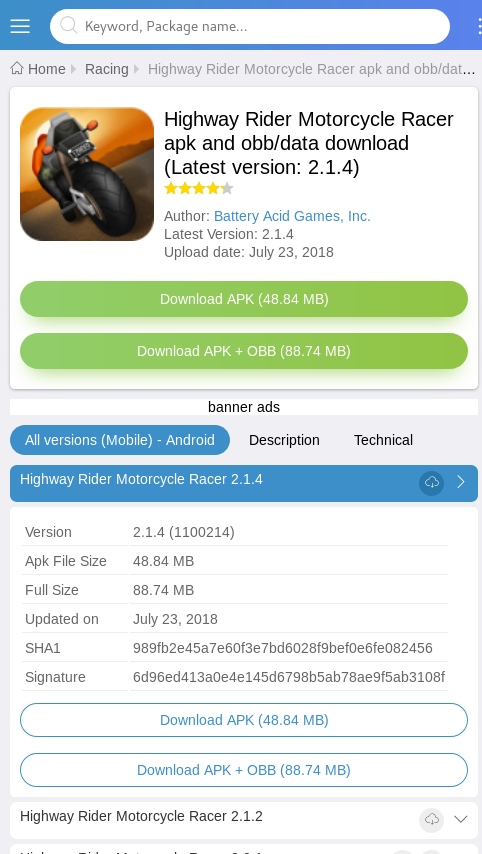 Keyword, Package name...
Home Racing Highway Rider Motorcycle Racer apk and obb/dat...
Highway Rider Motorcycle Racer
apk and obb/data download
(Latest version: 2.1.4)
Author: Battery Acid Games, Inc.
Latest Version: 2.1.4
Upload date: July 23, 2018
Download APK (48.84 MB)
Download APK + OBB (88.74 MB)
banner ads
All versions (Mobile) - Android Description Technical
Highway Rider Motorcycle Racer 2.1.4
Version 2.1.4 (1100214)
Apk File Size 48.84 MB
Full Size 88.74 MB
Updated on July 23, 2018
SHA1 989fb2e45a7e60f3e7bd6028f9bef0e6fe082456
Signature 6d96ed413a0e4e145d6798b5ab78ae9f5ab3108f
Download APK (48.84 MB)
Download APK + OBB (88.74 MB)
Highway Rider Motorcycle Racer 2.1.2